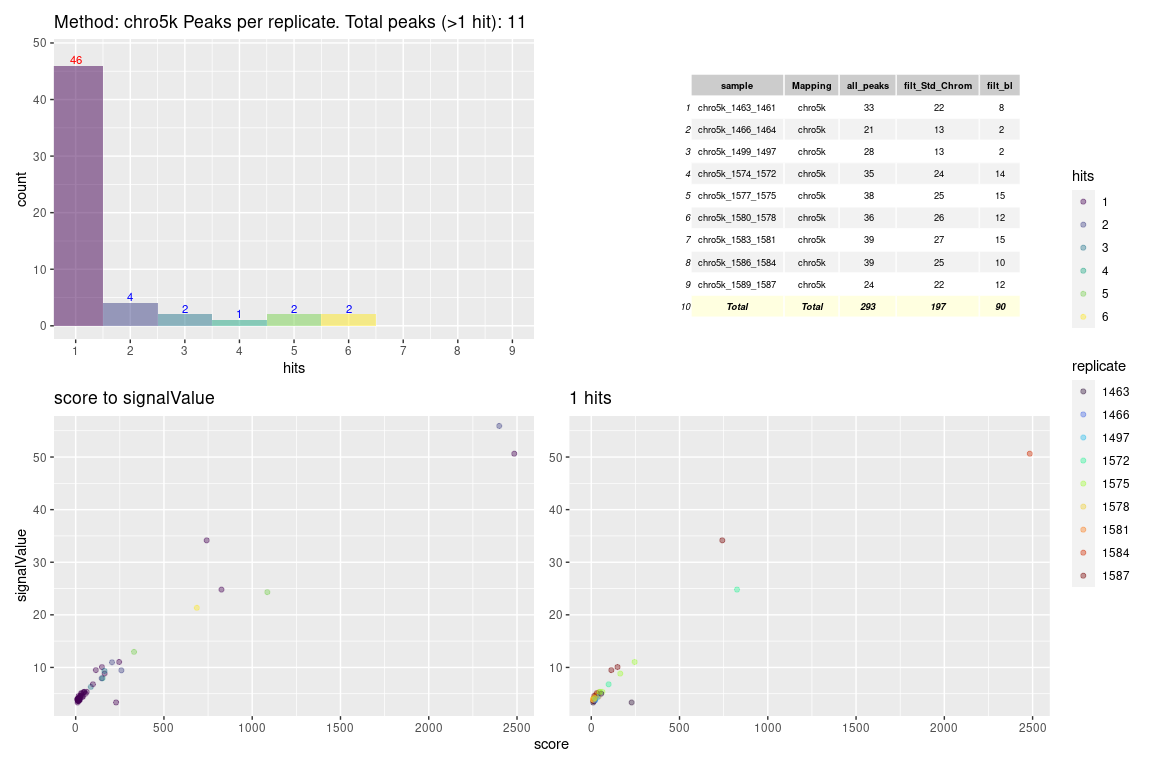 Method: chro5k Peaks per replicate. Total peaks (>1 hit): 11
50
40
30
20
10
0
count
46
4
2
1
2
2
1 2 3 4 5 6 7 8 9
hits
sample Mapping all_peaks filt_Std_Chrom filt_bl
1 chro5k_1463_1461 chro5k 33 22 8
2 chro5k_1466_1464 chro5k 21 13 2
3 chro5k_1499_1497 chro5k 28 13 2
4 chro5k_1574_1572 chro5k 35 24 14
5 chro5k_1577_1575 chro5k 38 25 15
6 chro5k_1580_1578 chro5k 36 26 12
7 chro5k_1583_1581 chro5k 39 27 15
8 chro5k_1586_1584 chro5k 39 25 10
9 chro5k_1589_1587 chro5k 24 22 12
10 Total Total 293 197 90
hits
1
2
3
4
5
6
replicate
1463
1466
1497
1572
1575
1578
1581
1584
1587
score to signalValue
50
40
30
20
10
signalValue
0 500 1000 1500 2000 2500
1 hits
50
40
30
20
10
0 500 1000 1500 2000 2500
score